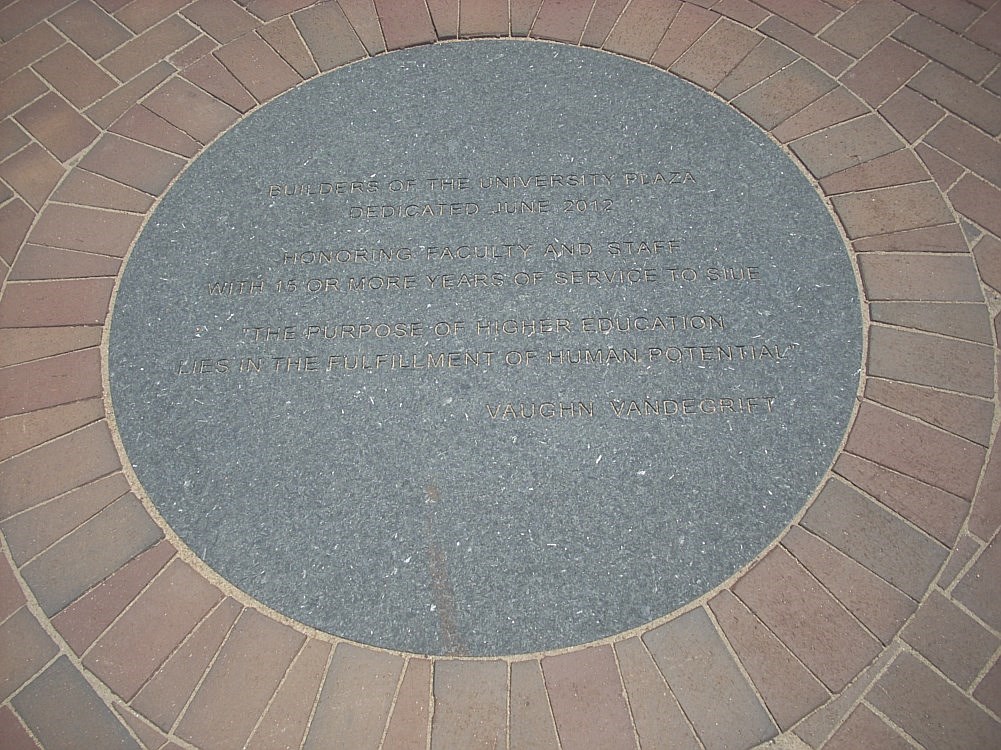 BUILDERS OF THE UNIVERSITY PLAZA
DEDICATED JUNE 2012
HONORING FACULTY AND STAFF
WITH 15 OR MORE YEARS OF SERVICE TO SIUE
"THE PURPOSE OF HIGHER EDUCATION
LIES IN THE FULFILLMENT OF HUMAN POTENTIAL"
VAUGHN VANDEGRIFT